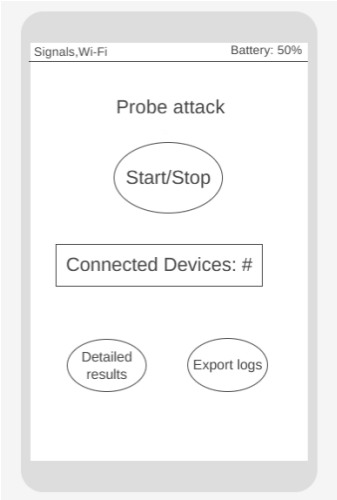 Signals,Wi-Fi Battery: 50%
Probe attack
Start/Stop
Connected Devices: #
Detailed
results
Export logs